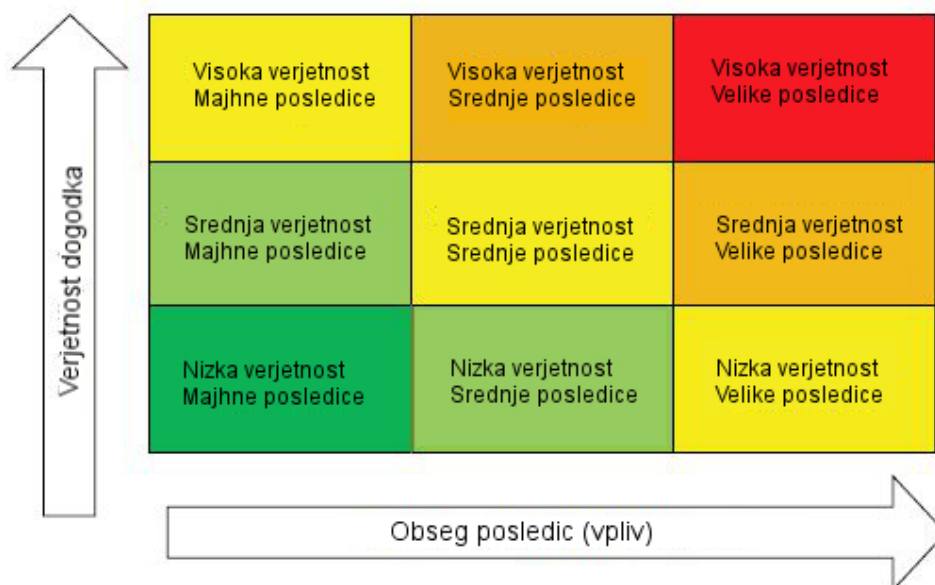 Verjetnost dogodka
Visoka verjetnost
Majhne posledice
Visoka verjetnost
Srednje posledice
Visoka verjetnost
Velike posledice
Srednja verjetnost
Majhne posledice
Srednja verjetnost
Srednje posledice
Srednja verjetnost
Velike posledice
Nizka verjetnost
Majhne posledice
Nizka verjetnost
Srednje posledice
Nizka verjetnost
Velike posledice
Obseg posledic (vpliv)